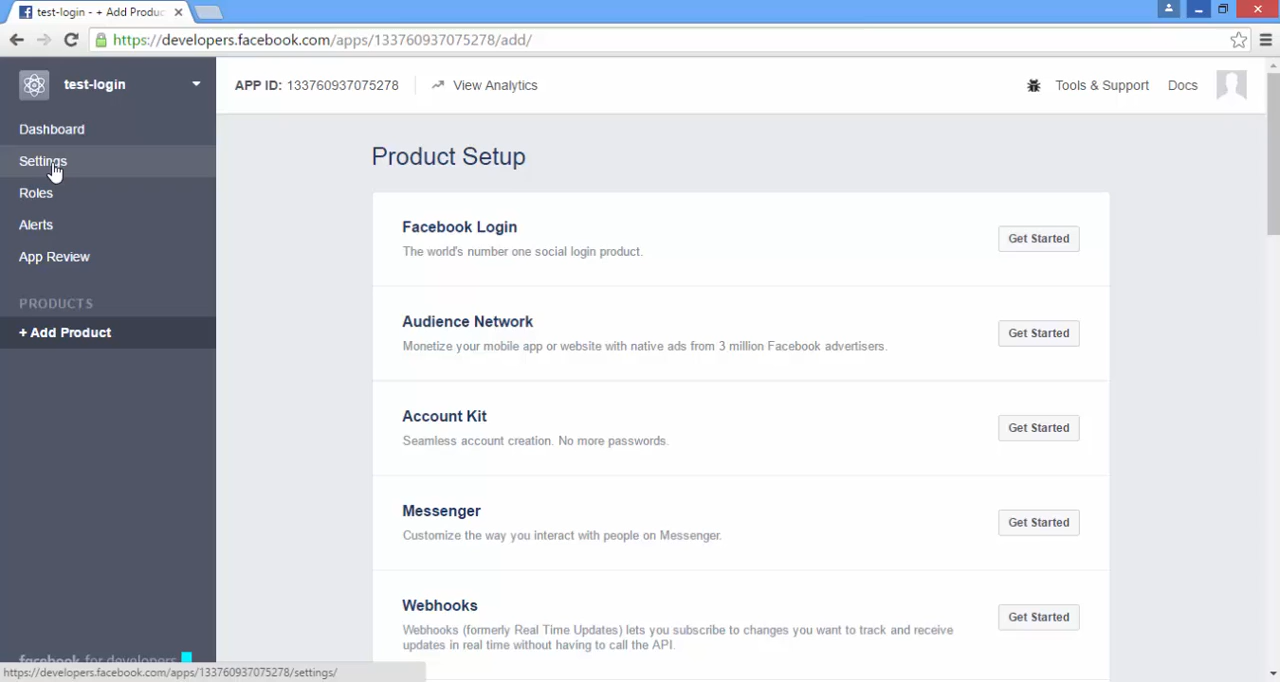 test-login - + Add Produc
https://developers.facebook.com/apps/133760937075278/add/
test-login
APP ID: 133760937075278
View Analytics
Tools & Support
Docs
Dashboard
Settings
Roles
Alerts
App Review
PRODUCTS
+ Add Product
Product Setup
Facebook Login
The world's number one social login product.
Get Started
Audience Network
Monetize your mobile app or website with native ads from 3 million Facebook advertisers.
Get Started
Account Kit
Seamless account creation. No more passwords.
Get Started
Messenger
Customize the way you interact with people on Messenger.
Get Started
Webhooks
Webhooks (formerly Real Time Updates) lets you subscribe to changes you want to track and receive
updates in real time without having to call the API.
Get Started
facebook for developers
https://developers.facebook.com/apps/133760937075278/settings/